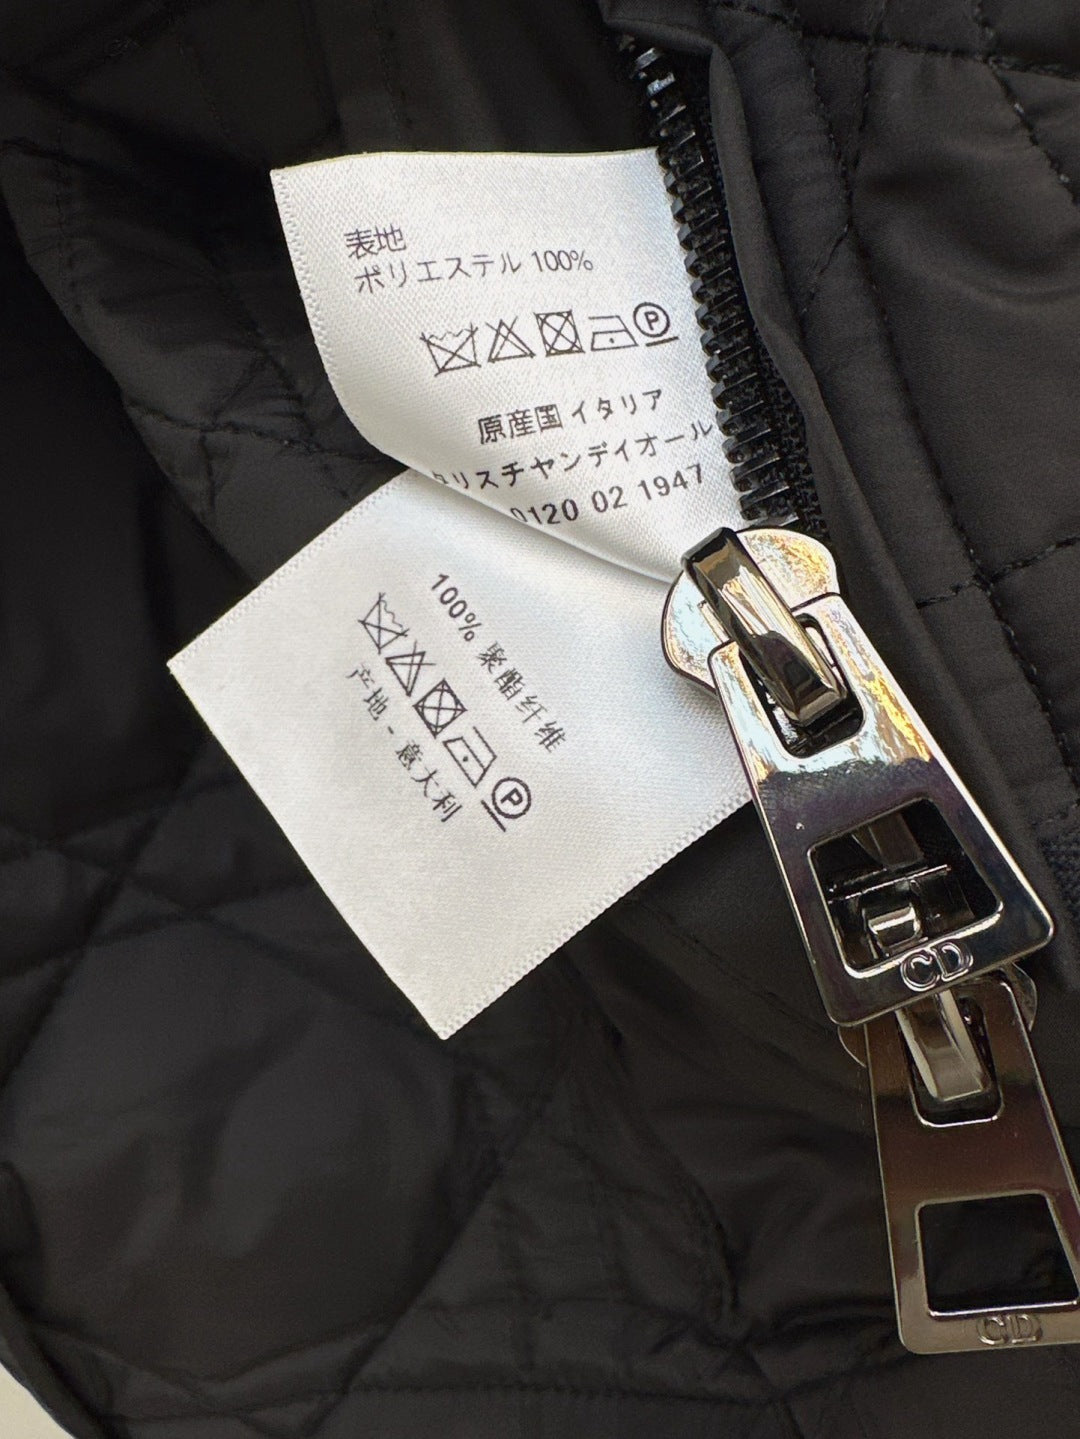 表地
ポリエステル 100%
P
原産国 イタリア
リスチャンディオール
0120 02 1947
100% 聚酯纤维
P
产地 - 意大利
CD
CD